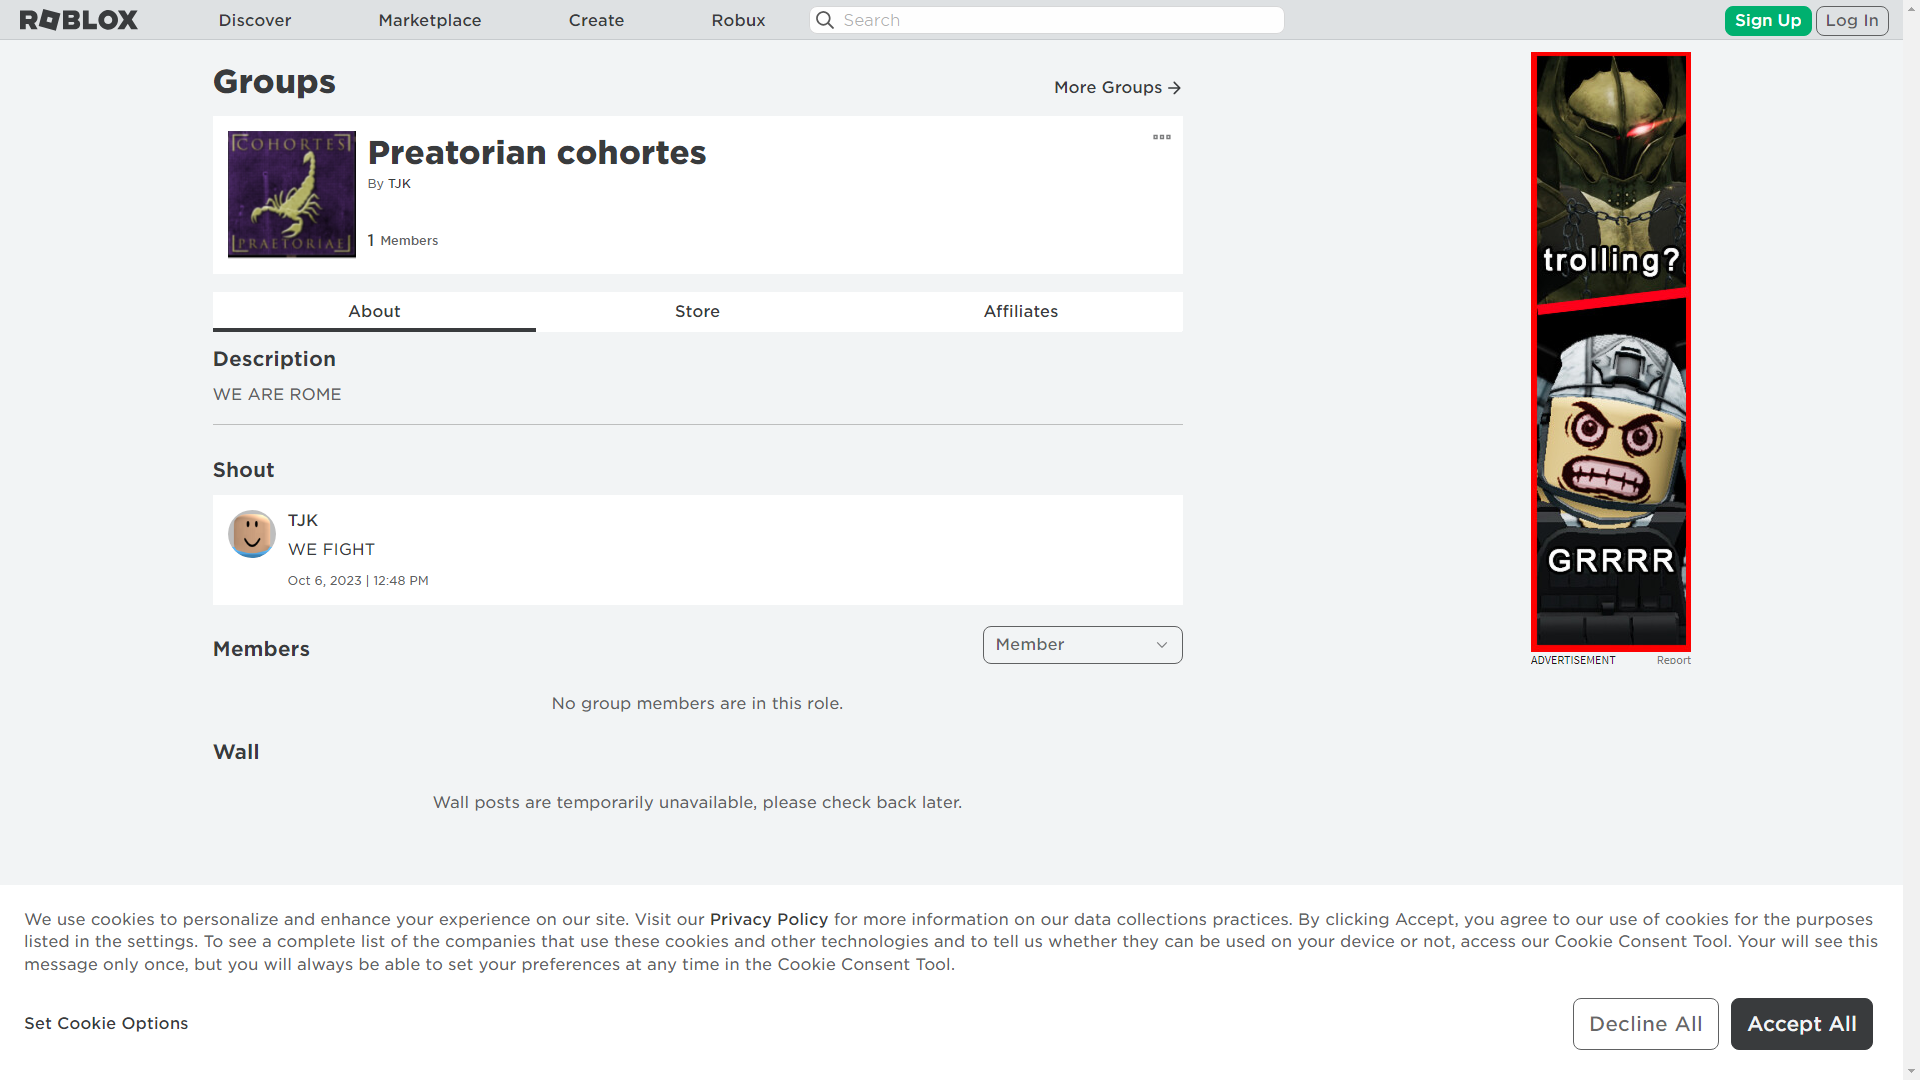 ROBLOX
Discover
Marketplace
Create
Robux
Search
Sign Up
Log In
Groups
More Groups
COHORTES
PRAETORIAE
Preatorian cohortes
By TJK
1 Members
About
Store
Affiliates
Description
WE ARE ROME
Shout
TJK
WE FIGHT
Oct 6, 2023 | 12:48 PM
Members
Member
No group members are in this role.
Wall
Wall posts are temporarily unavailable, please check back later.
trolling?
GRRRR
ADVERTISEMENT
Report
We use cookies to personalize and enhance your experience on our site. Visit our Privacy Policy for more information on our data collections practices. By clicking Accept, you agree to our use of cookies for the purposes
listed in the settings. To see a complete list of the companies that use these cookies and other technologies and to tell us whether they can be used on your device or not, access our Cookie Consent Tool. Your will see this
message only once, but you will always be able to set your preferences at any time in the Cookie Consent Tool.
Set Cookie Options
Decline All
Accept All